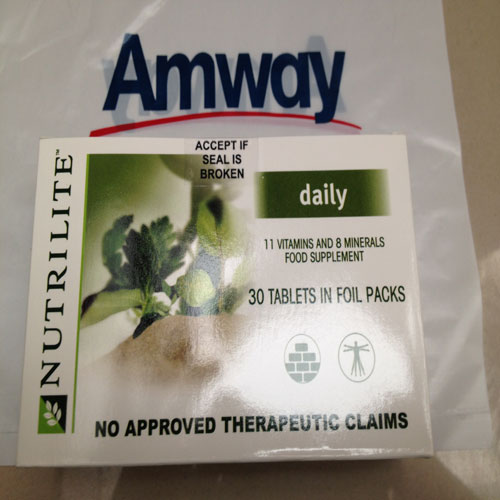 Amway
ACCEPT IF
SEAL IS
BROKEN
NUTRILITE™
daily
11 VITAMINS AND 8 MINERALS
FOOD SUPPLEMENT
30 TABLETS IN FOIL PACKS
NO APPROVED THERAPEUTIC CLAIMS